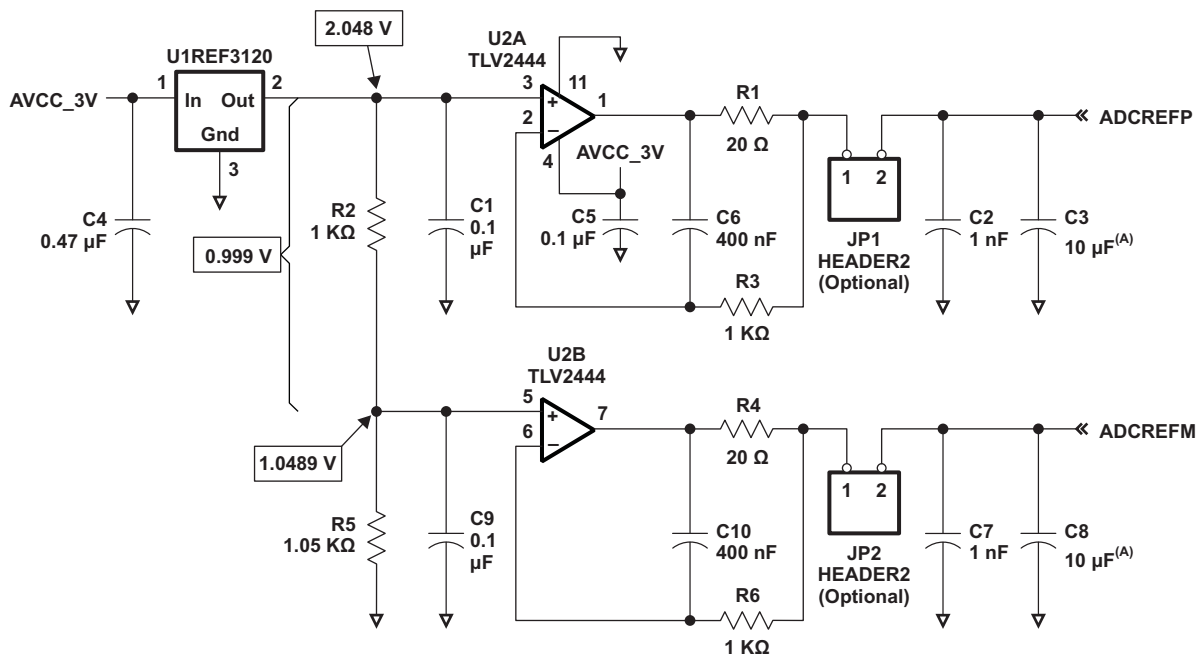 2.048 V
U1REF3120
1
2
AVCC_3V
In
Out
Gnd
3
U2A
TLV2444
3
11
1
2
4
+
−
AVCC_3V
R1
20 Ω
ADCREFP
1
2
JP1
HEADER2
(Optional)
C4
0.47 µF
R2
1 KΩ
C1
0.1
µF
C5
0.1 µF
C6
400 nF
C2
1 nF
C3
10 µF(A)
0.999 V
R3
1 KΩ
U2B
TLV2444
5
6
7
+
−
R4
20 Ω
ADCREFM
1.0489 V
1
2
JP2
HEADER2
(Optional)
R5
1.05 KΩ
C9
0.1
µF
C10
400 nF
C7
1 nF
C8
10 µF(A)
R6
1 KΩ